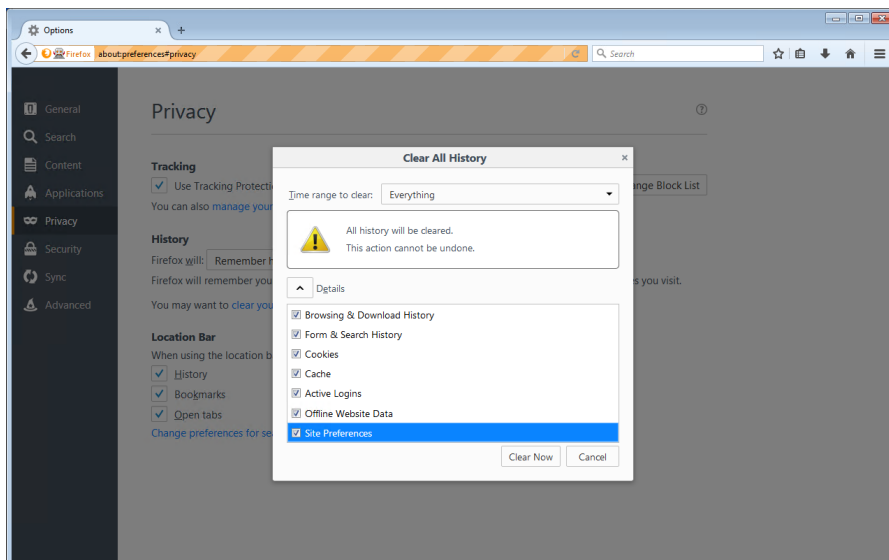 Options
Firefox about:preferences#privacy
Search
General
Search
Content
Applications
Privacy
Security
Sync
Advanced
Privacy
Tracking
Use Tracking Protecti
ange Block List
You can also manage your
History
Firefox will: Remember h
Firefox will remember you
s you visit.
You may want to clear you
Location Bar
When using the location b
History
Bookmarks
Open tabs
Change preferences for se
Clear All History
Time range to clear: Everything
All history will be cleared.
This action cannot be undone.
Details
Browsing & Download History
Form & Search History
Cookies
Cache
Active Logins
Offline Website Data
Site Preferences
Clear Now Cancel